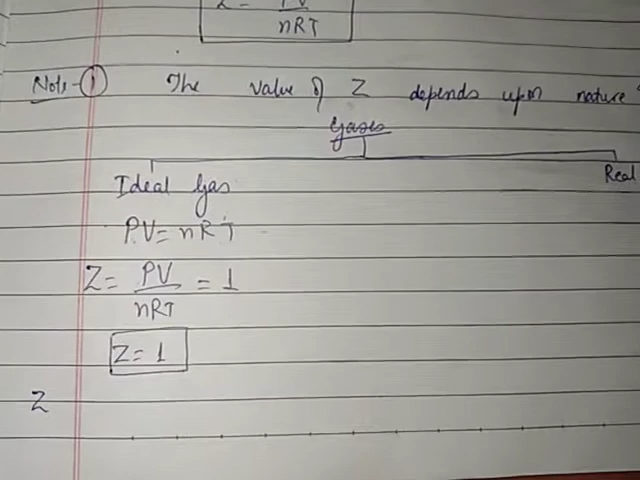 Z = PV
nRT
Note-① The value of Z depends upon nature
Gases
Ideal Gas Real
PV = nRT
Z = PV = 1
nRT
Z = 1
Z